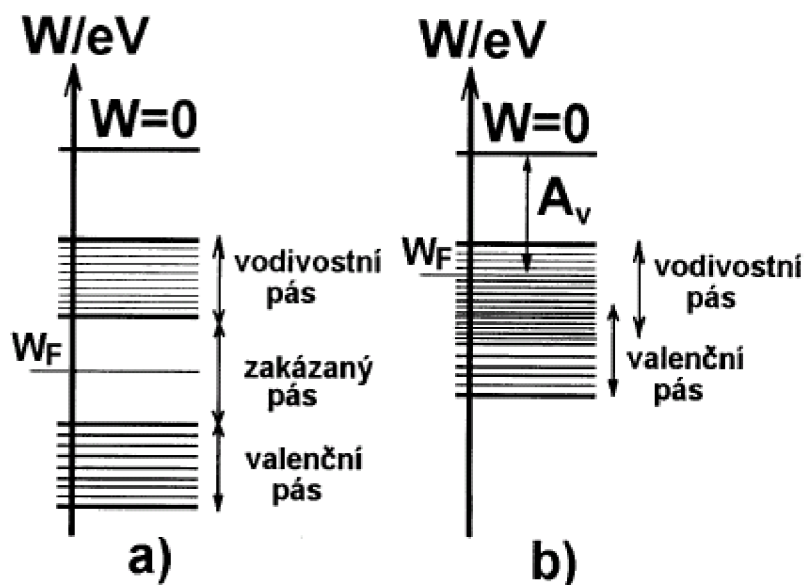 W/eV
W=0
vodivostní
pás
W_F
zakázaný
pás
valenční
pás
a)
W/eV
W=0
A_v
W_F
vodivostní
pás
valenční
pás
b)